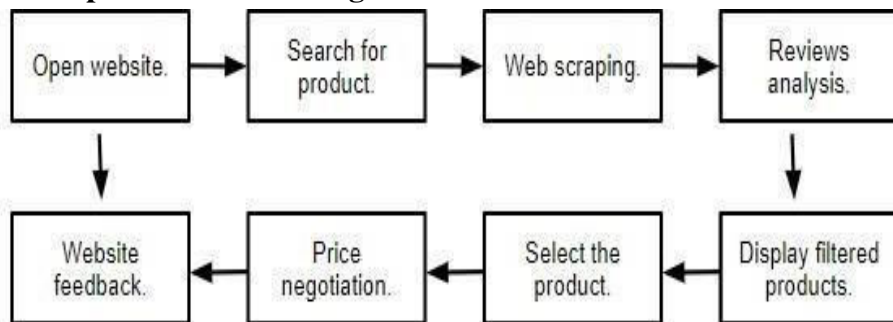 Open website.
Search for
product.
Web scraping.
Reviews
analysis.
Website
feedback.
Price
negotiation.
Select the
product.
Display filtered
products.